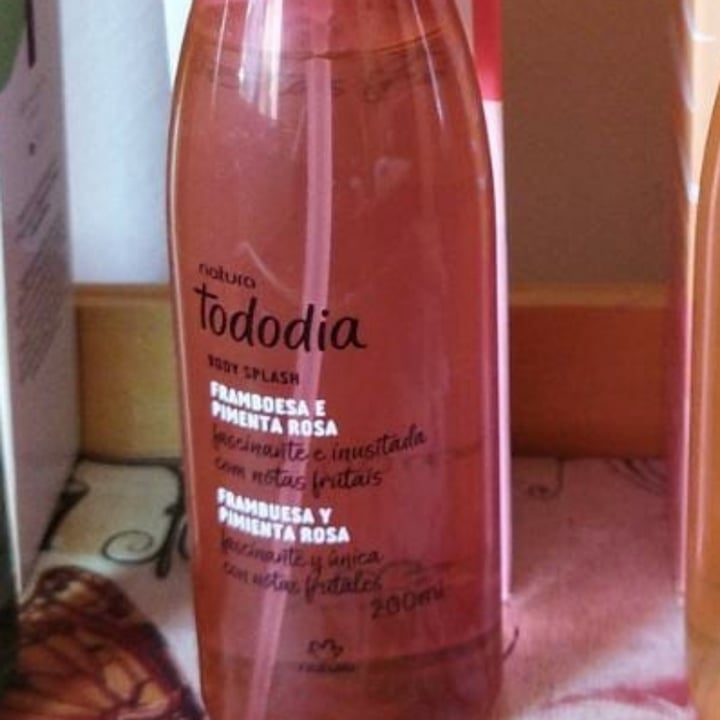 natura
tododia
BODY SPLASH
FRAMBOESA E
PIMENTA ROSA
fascinante e inusitada
com notas frutais
FRAMBUESA Y
PIMIENTA ROSA
fascinante y única
con notas frutales
200ml
natura